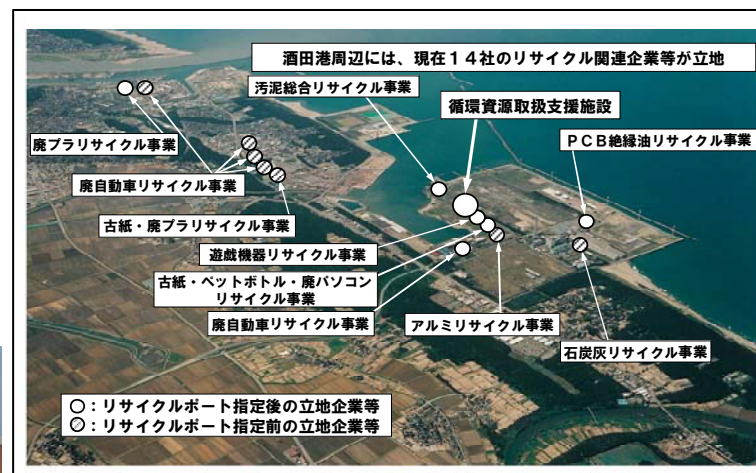 酒田港周辺には、現在１４社のリサイクル関連企業等が立地
汚泥総合リサイクル事業
循環資源取扱支援施設
ＰＣＢ絶縁油リサイクル事業
廃プラリサイクル事業
廃自動車リサイクル事業
古紙・廃プラリサイクル事業
遊戯機器リサイクル事業
古紙・ペットボトル・廃パソコン
リサイクル事業
廃自動車リサイクル事業
アルミリサイクル事業
石炭灰リサイクル事業
：リサイクルポート指定後の立地企業等
：リサイクルポート指定前の立地企業等